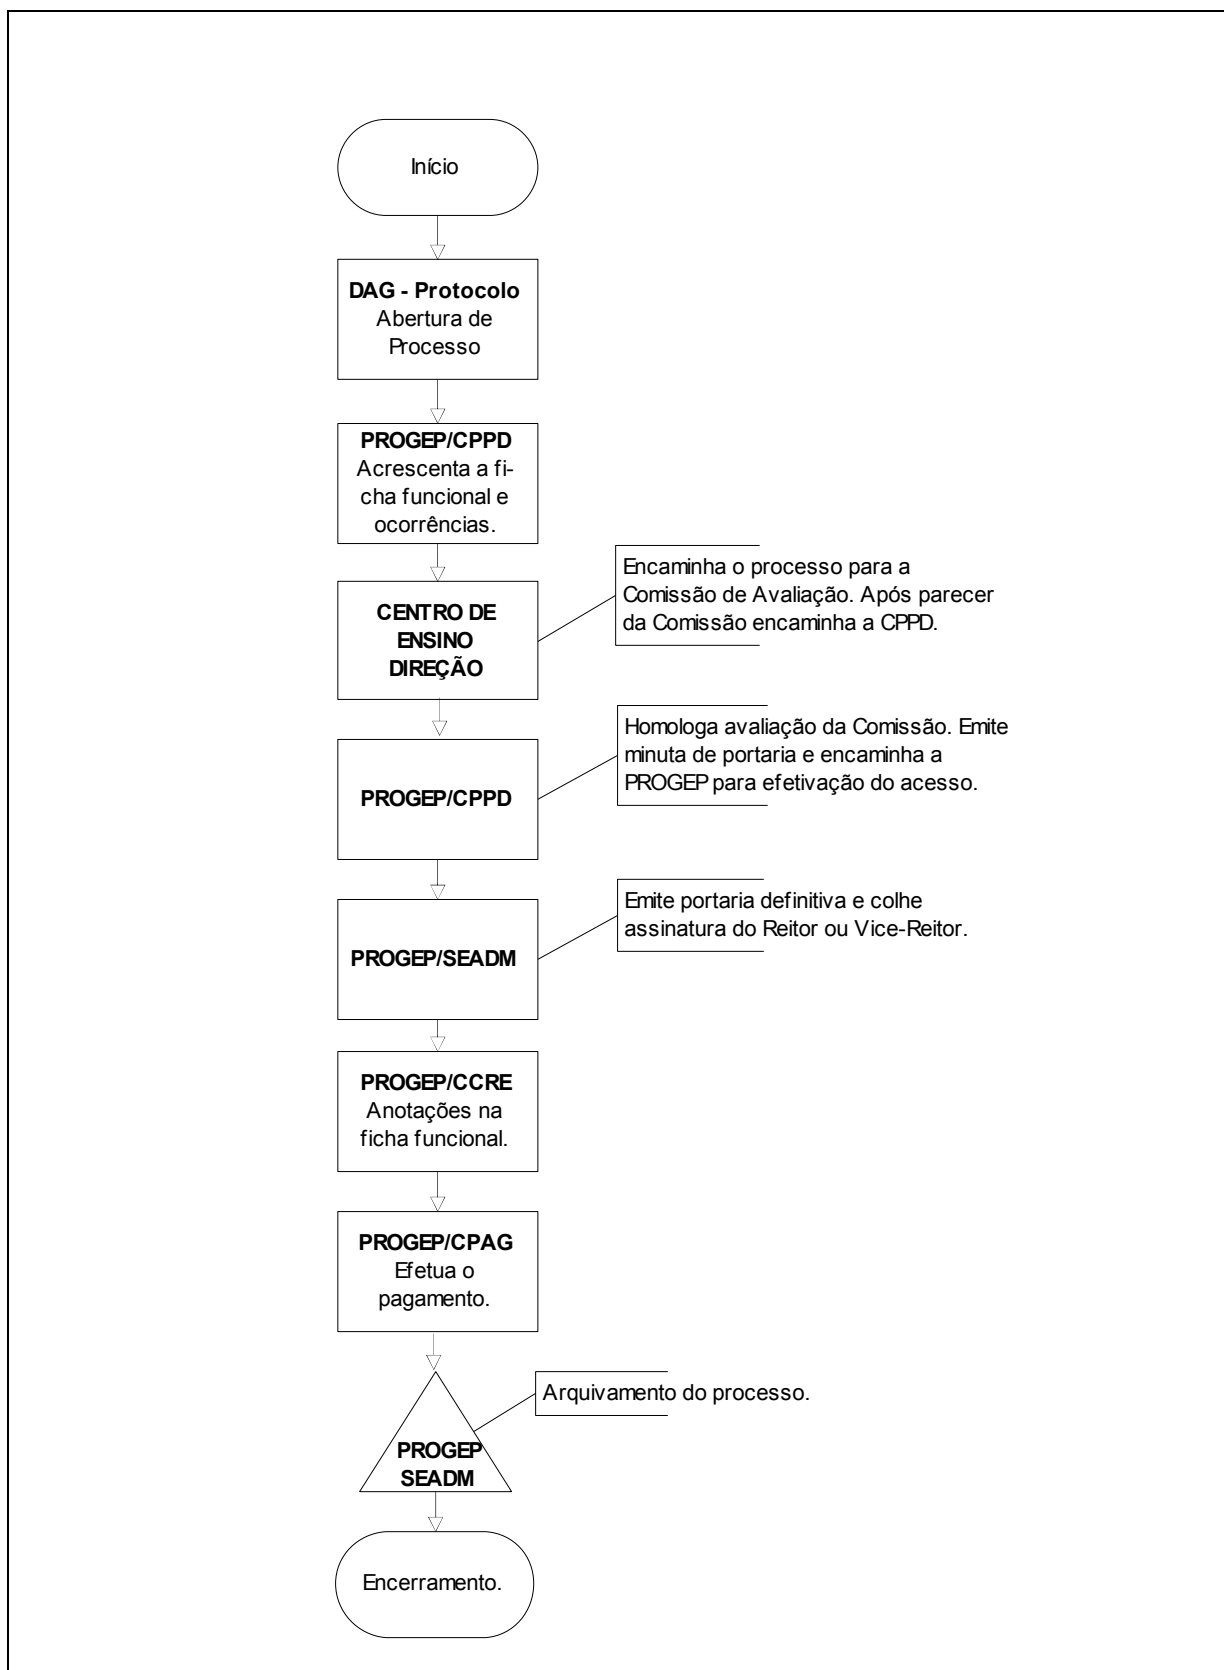 Início
DAG - Protocolo
Abertura de
Processo
PROGEP/CPPD
Acrescenta a fi-
cha funcional e
ocorrências.
CENTRO DE
ENSINO
DIREÇÃO
Encaminha o processo para a
Comissão de Avaliação. Após parecer
da Comissão encaminha a CPPD.
PROGEP/CPPD
Homologa avaliação da Comissão. Emite
minuta de portaria e encaminha a
PROGEP para efetivação do acesso.
PROGEP/SEADM
Emite portaria definitiva e colhe
assinatura do Reitor ou Vice-Reitor.
PROGEP/CCRE
Anotações na
ficha funcional.
PROGEP/CPAG
Efetua o
pagamento.
Arquivamento do processo.
PROGEP
SEADM
Encerramento.